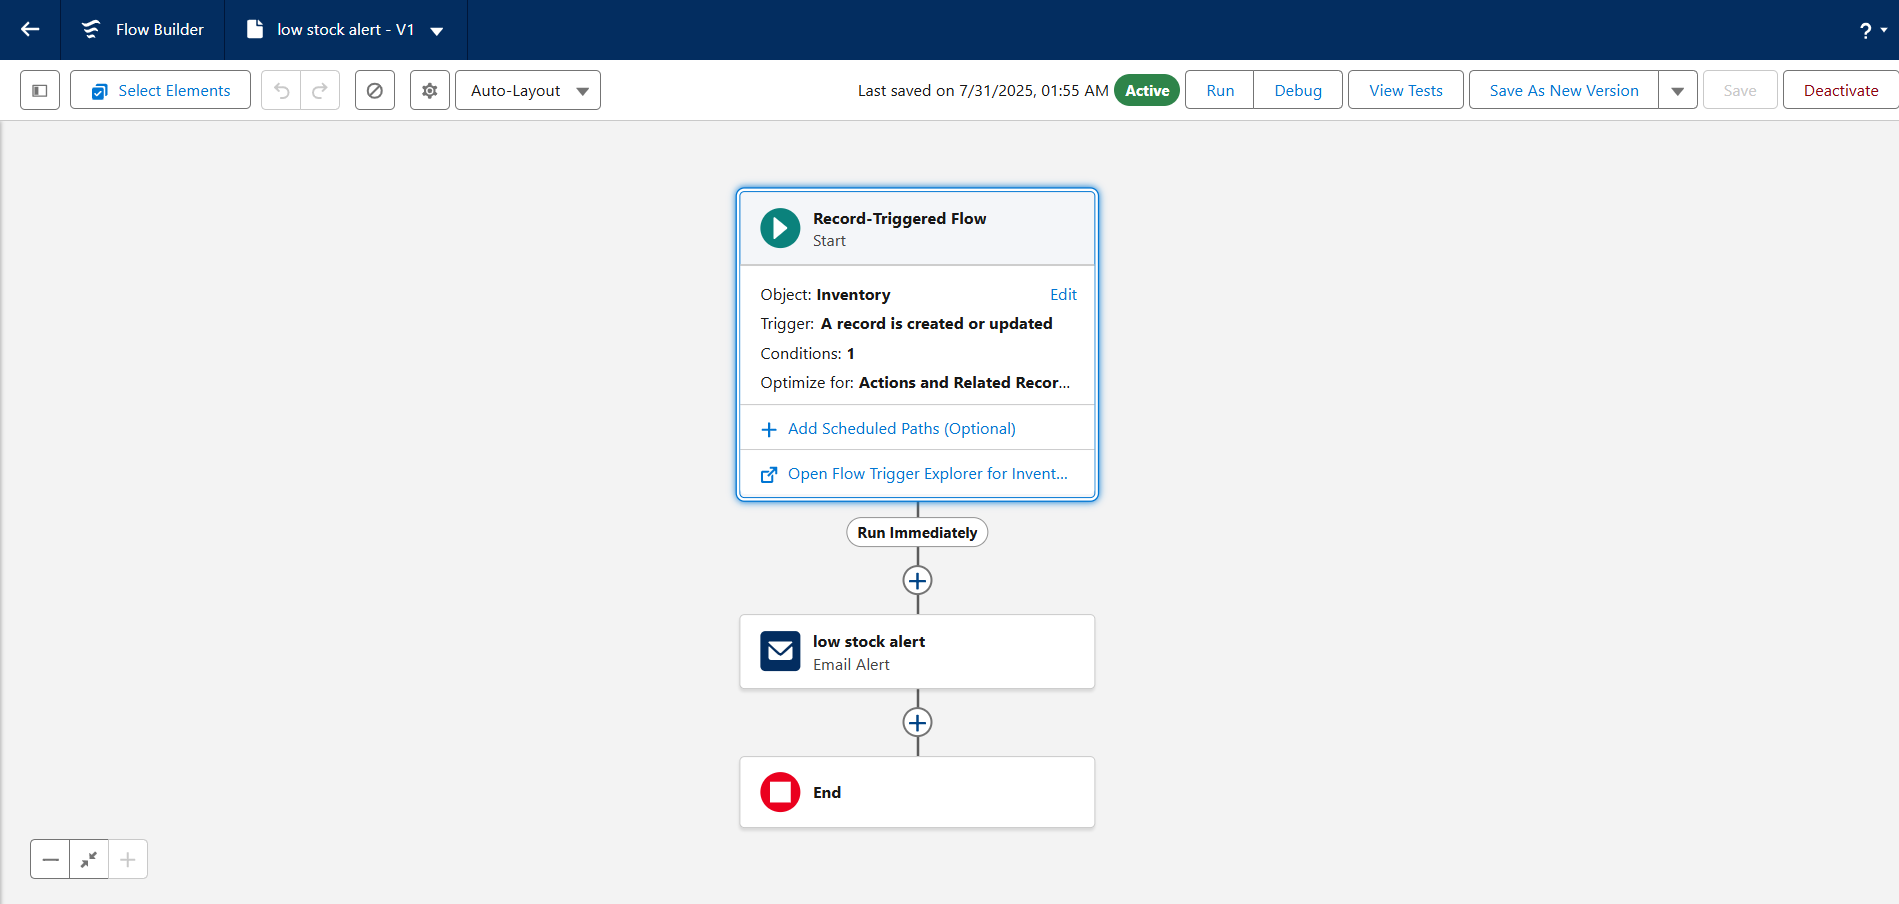 Flow Builder
low stock alert - V1
?
Select Elements
Auto-Layout
Last saved on 7/31/2025, 01:55 AM
Active
Run
Debug
View Tests
Save As New Version
Save
Deactivate
Record-Triggered Flow
Start
Object: Inventory
Edit
Trigger: A record is created or updated
Conditions: 1
Optimize for: Actions and Related Recor...
Add Scheduled Paths (Optional)
Open Flow Trigger Explorer for Invent...
Run Immediately
low stock alert
Email Alert
End